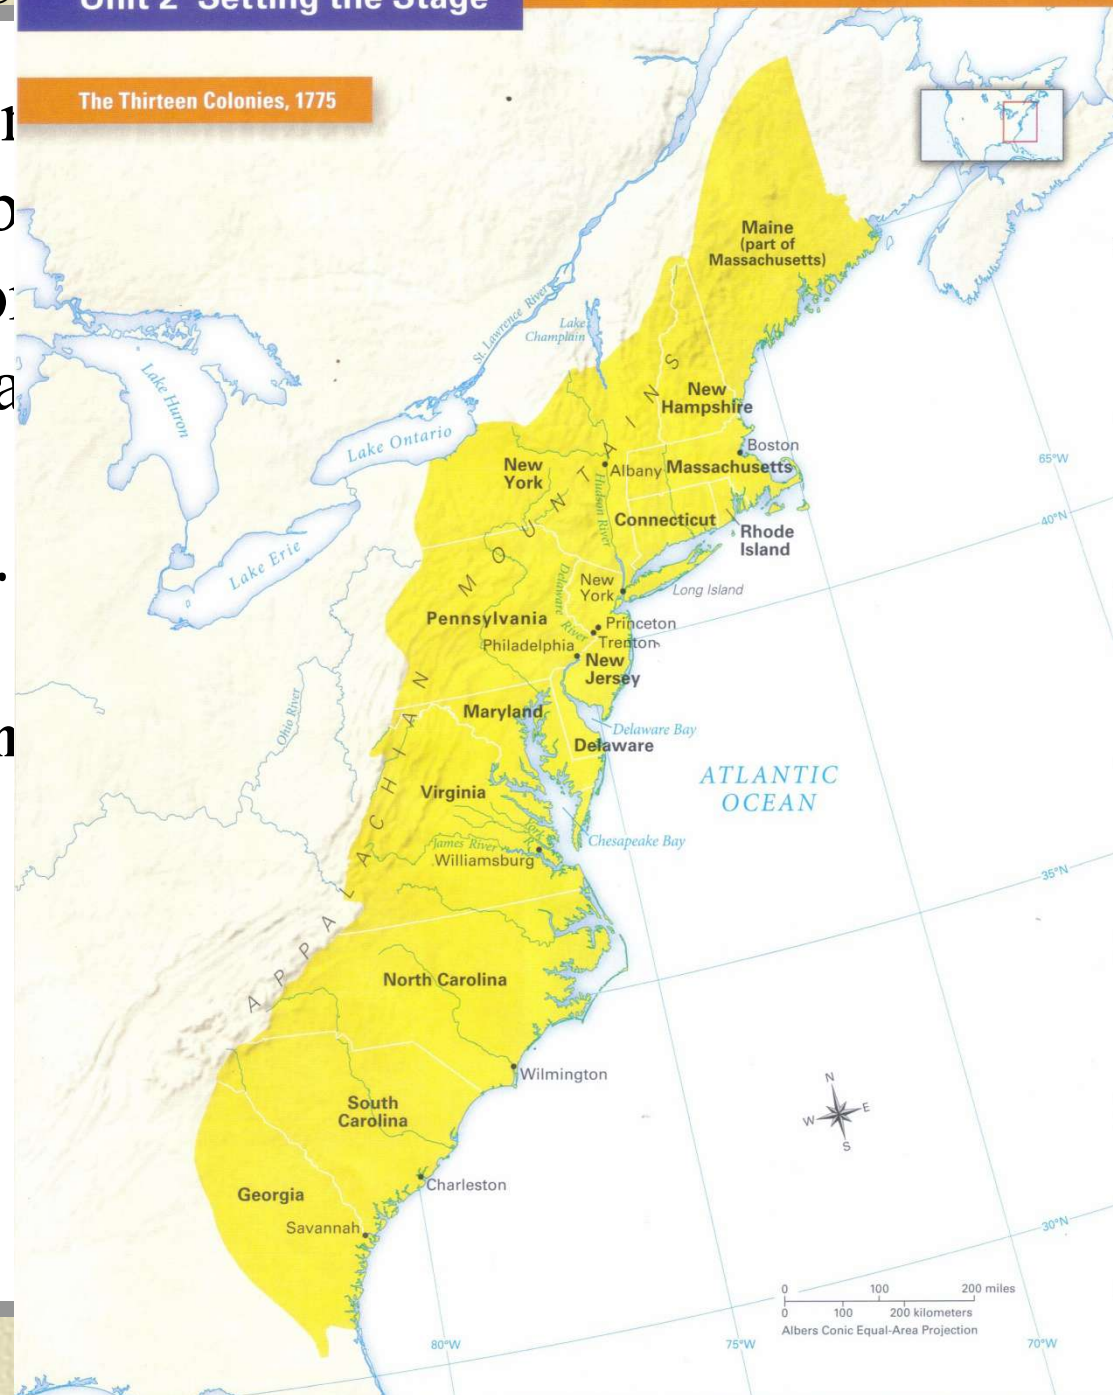 Unit 2 Setting the Stage
The Thirteen Colonies, 1775
Maine
(part of
Massachusetts)
St. Lawrence River
Lake
Champlain
Lake Huron
Lake Ontario
New
Hampshire
Boston
Albany
Massachusetts
New
York
Hudson River
Connecticut
Rhode
Island
65°W
40°N
Lake Erie
New
York
Long Island
Delaware
River
Pennsylvania
Princeton
Trenton
Philadelphia
New
Jersey
APPALACHIAN MOUNTAINS
Maryland
Delaware Bay
Delaware
Ohio River
ATLANTIC
OCEAN
Virginia
York
R.
Chesapeake Bay
James River
Williamsburg
35°N
North Carolina
Wilmington
N
W
E
S
South
Carolina
Charleston
Georgia
Savannah
30°N
0 100 200 miles
0 100 200 kilometers
Albers Conic Equal-Area Projection
80°W
75°W
70°W